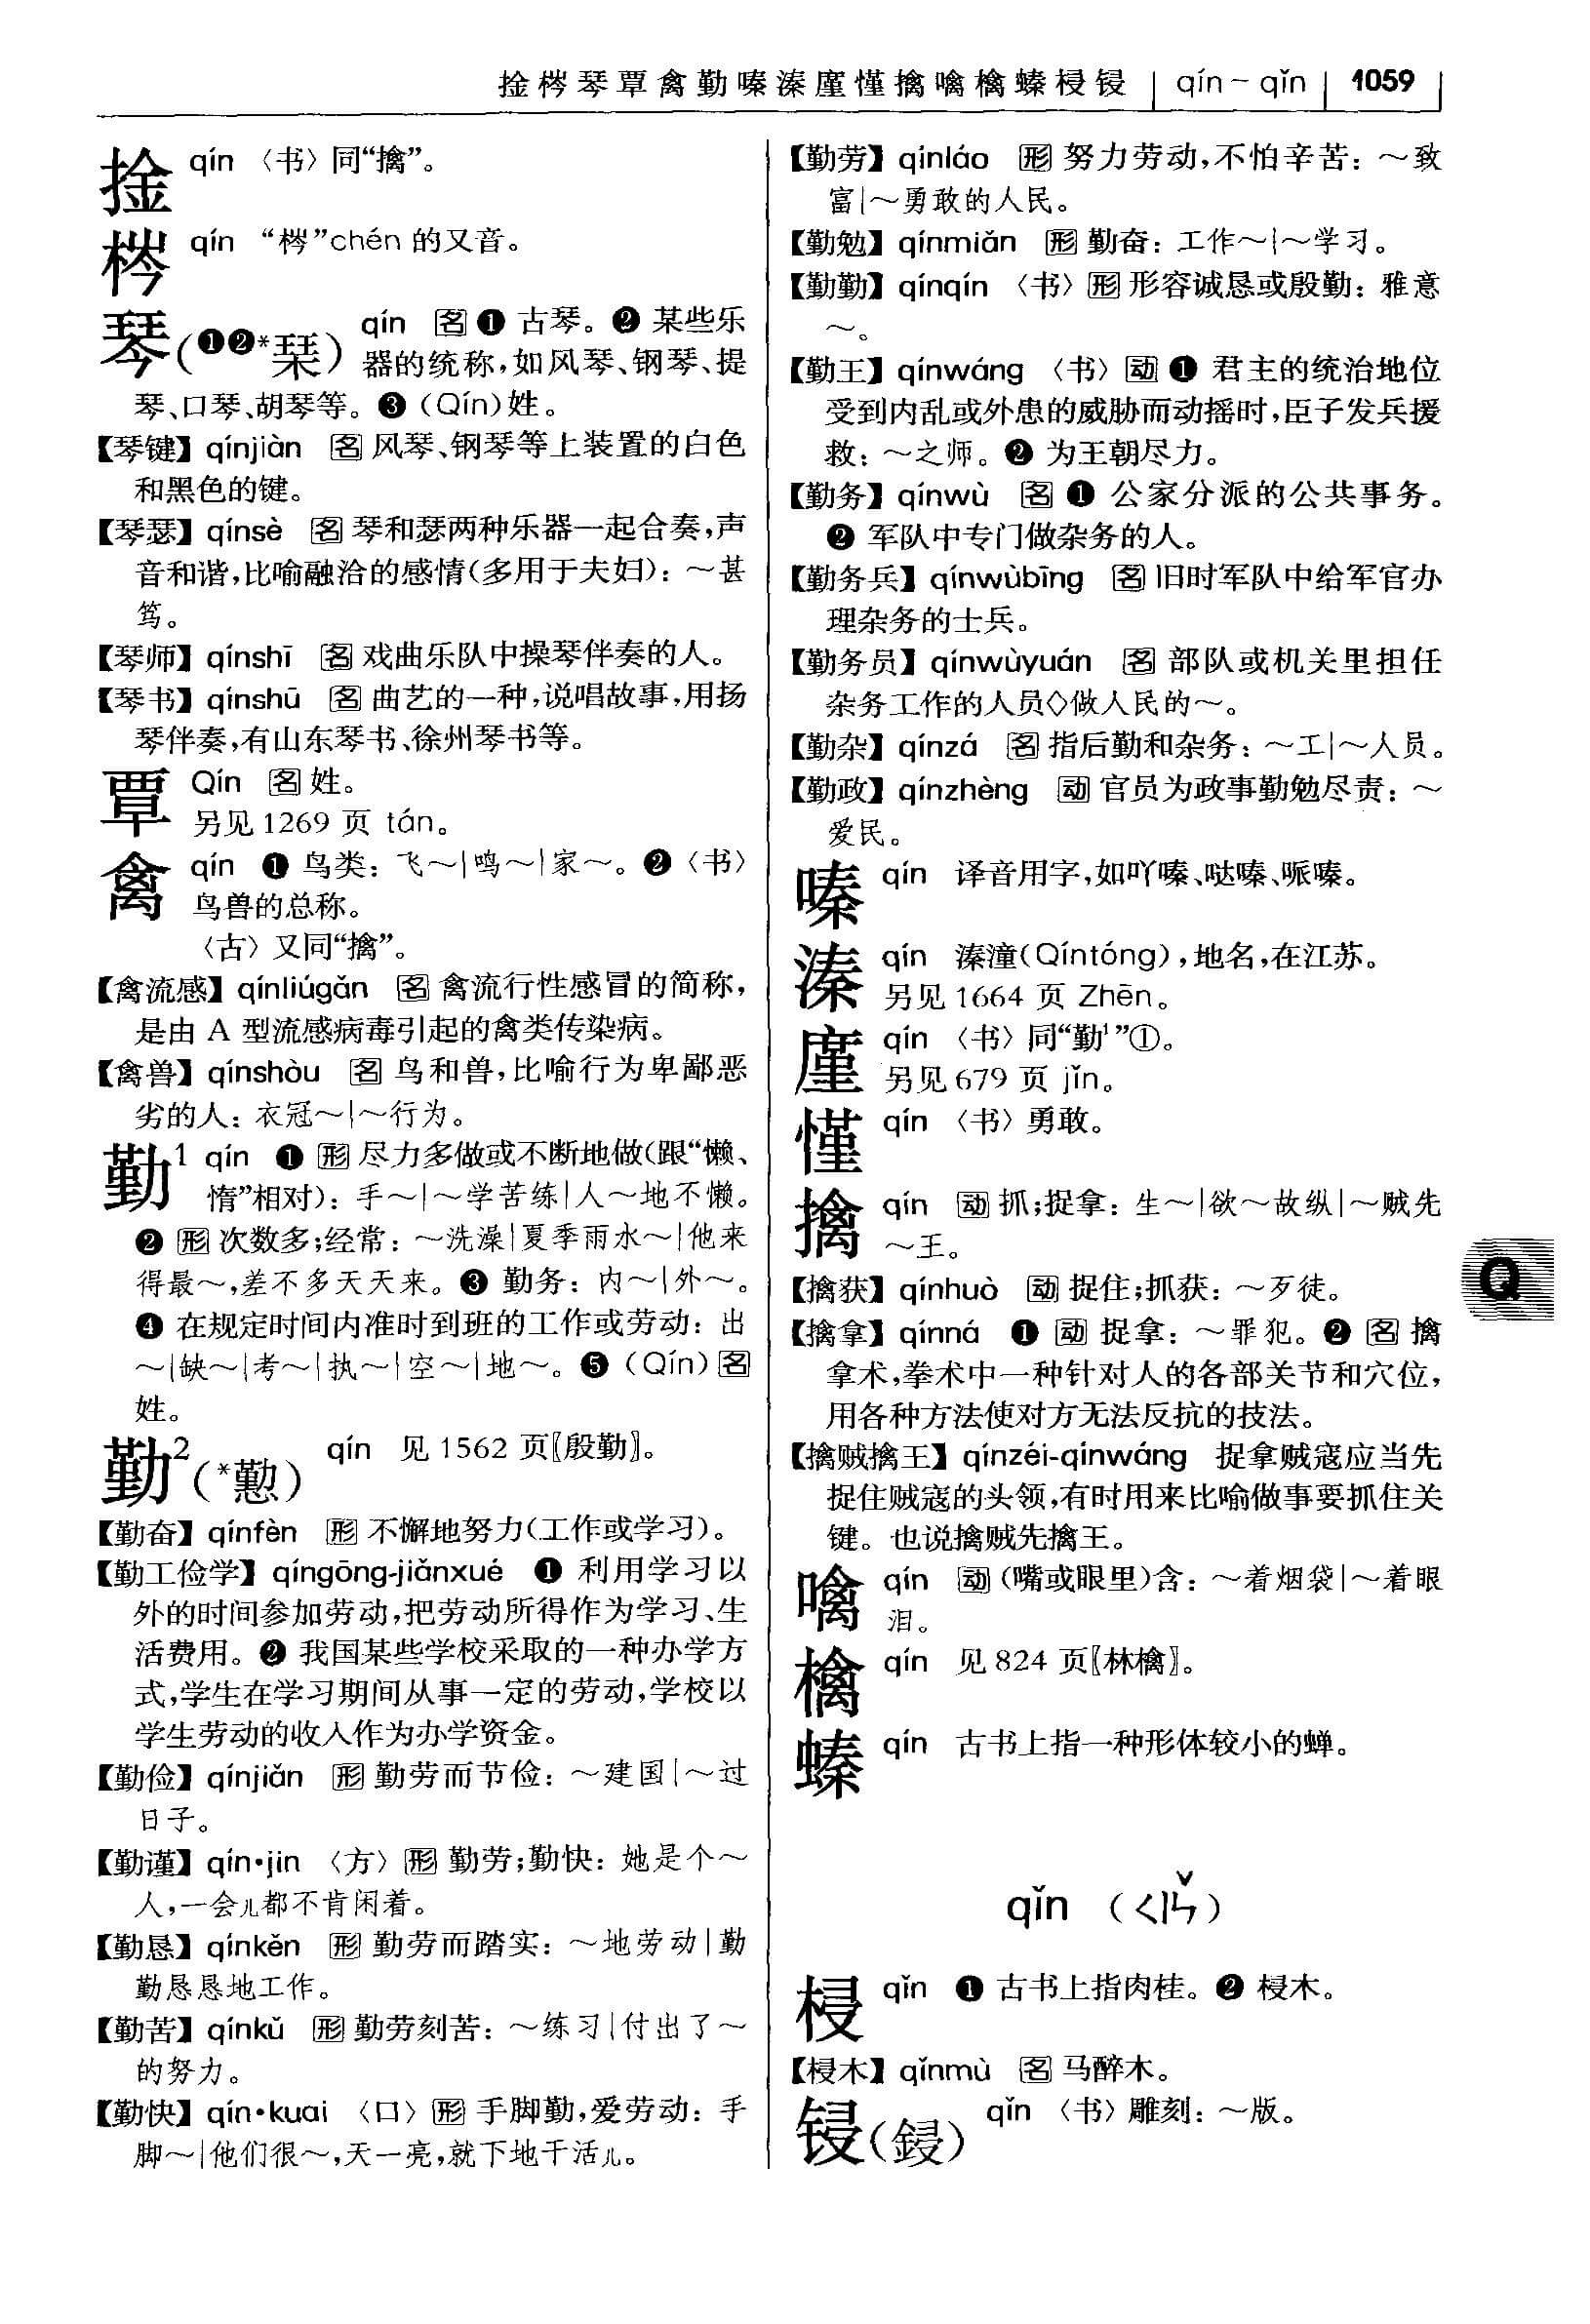 捦梣琴覃禽勤嗪溱廑懄擒噙檎螓梫锓 qín～qǐn 1059
捦 qín 〈书〉同“擒”。
梣 qín “梣”chén 的又音。
琴(❶❷*琹) qín 名 ❶ 古琴。❷ 某些乐
器的统称,如风琴、钢琴、提
琴、口琴、胡琴等。❸ (Qín)姓。
【琴键】 qínjiàn 名 风琴、钢琴等上装置的白色
和黑色的键。
【琴瑟】 qínsè 名 琴和瑟两种乐器一起合奏,声
音和谐,比喻融洽的感情(多用于夫妇)：～甚
笃。
【琴师】 qínshī 名 戏曲乐队中操琴伴奏的人。
【琴书】 qínshū 名 曲艺的一种,说唱故事,用扬
琴伴奏,有山东琴书、徐州琴书等。
覃 Qín 名 姓。
另见 1269 页 tán。
禽 qín ❶ 鸟类：飞～|鸣～|家～。❷〈书〉
鸟兽的总称。
〈古〉又同“擒”。
【禽流感】 qínliúgǎn 名 禽流行性感冒的简称,
是由 A 型流感病毒引起的禽类传染病。
【禽兽】 qínshòu 名 鸟和兽,比喻行为卑鄙恶
劣的人：衣冠～|～行为。
勤1 qín ❶ 形 尽力多做或不断地做(跟“懒、
惰”相对)：手～|～学苦练|人～地不懒。
❷ 形 次数多;经常：～洗澡|夏季雨水～|他来
得最～,差不多天天来。❸ 勤务：内～|外～。
❹ 在规定时间内准时到班的工作或劳动：出
～|缺～|考～|执～|空～|地～。❺ (Qín) 名
姓。
勤2(*懃) qín 见 1562 页〖殷勤〗。
【勤奋】 qínfèn 形 不懈地努力(工作或学习)。
【勤工俭学】 qíngōng-jiǎnxué ❶ 利用学习以
外的时间参加劳动,把劳动所得作为学习、生
活费用。❷ 我国某些学校采取的一种办学方
式,学生在学习期间从事一定的劳动,学校以
学生劳动的收入作为办学资金。
【勤俭】 qínjiǎn 形 勤劳而节俭：～建国|～过
日子。
【勤谨】 qín•jin 〈方〉 形 勤劳;勤快：她是个～
人,一会儿都不肯闲着。
【勤恳】 qínkěn 形 勤劳而踏实：～地劳动|勤
勤恳恳地工作。
【勤苦】 qínkǔ 形 勤劳刻苦：～练习|付出了～
的努力。
【勤快】 qín•kuai 〈口〉 形 手脚勤,爱劳动：手
脚～|他们很～,天一亮,就下地干活儿。
【勤劳】 qínláo 形 努力劳动,不怕辛苦：～致
富|～勇敢的人民。
【勤勉】 qínmiǎn 形 勤奋：工作～|～学习。
【勤勤】 qínqín 〈书〉 形 形容诚恳或殷勤：雅意
～。
【勤王】 qínwáng 〈书〉 动 ❶ 君主的统治地位
受到内乱或外患的威胁而动摇时,臣子发兵援
救：～之师。❷ 为王朝尽力。
【勤务】 qínwù 名 ❶ 公家分派的公共事务。
❷ 军队中专门做杂务的人。
【勤务兵】 qínwùbīng 名 旧时军队中给军官办
理杂务的士兵。
【勤务员】 qínwùyuán 名 部队或机关里担任
杂务工作的人员◇做人民的～。
【勤杂】 qínzá 名 指后勤和杂务：～工|～人员。
【勤政】 qínzhèng 动 官员为政事勤勉尽责：～
爱民。
嗪 qín 译音用字,如吖嗪、哒嗪、哌嗪。
溱 qín 溱潼(Qíntóng),地名,在江苏。
另见 1664 页 Zhēn。
廑 qín 〈书〉同“勤1”①。
另见 679 页 jǐn。
懄 qín 〈书〉勇敢。
擒 qín 动 抓;捉拿：生～|欲～故纵|～贼先
～王。
【擒获】 qínhuò 动 捉住;抓获：～歹徒。
【擒拿】 qínná ❶ 动 捉拿：～罪犯。❷ 名 擒
拿术,拳术中一种针对人的各部关节和穴位,
用各种方法使对方无法反抗的技法。
【擒贼擒王】 qínzéi-qínwáng 捉拿贼寇应当先
捉住贼寇的头领,有时用来比喻做事要抓住关
键。也说擒贼先擒王。
噙 qín 动 (嘴或眼里)含：～着烟袋|～着眼
泪。
檎 qín 见 824 页〖林檎〗。
螓 qín 古书上指一种形体较小的蝉。
Q
qǐn (ㄑㄧㄣˇ)
梫 qǐn ❶ 古书上指肉桂。❷ 梫木。
【梫木】 qǐnmù 名 马醉木。
锓(鋟) qǐn 〈书〉雕刻：～版。